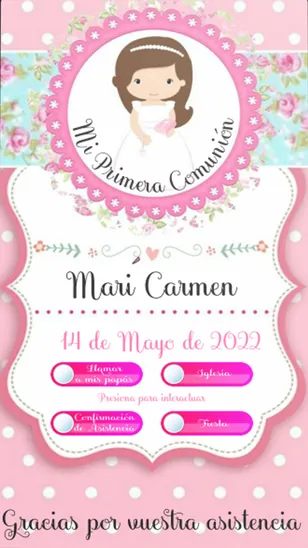 Mi Primera Comunión
Mari Carmen
14 de Mayo de 2022
Llamar
a mis papás
Iglesia
Presiona para interactuar
Confirmación
de Asistencia
Fiesta
Gracias por vuestra asistencia